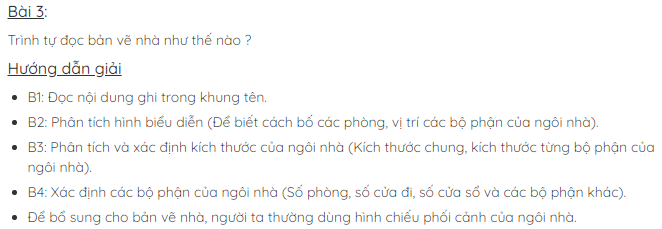 Bài 3:
Trình tự đọc bản vẽ nhà như thế nào ?
Hướng dẫn giải
• B1: Đọc nội dung ghi trong khung tên.
• B2: Phân tích hình biểu diễn (Để biết cách bố các phòng, vị trí các bộ phận của ngôi nhà).
• B3: Phân tích và xác định kích thước của ngôi nhà (Kích thước chung, kích thước từng bộ phận của
ngôi nhà).
• B4: Xác định các bộ phận của ngôi nhà (Số phòng, số cửa đi, số cửa sổ và các bộ phận khác).
• Để bổ sung cho bản vẽ nhà, người ta thường dùng hình chiếu phối cảnh của ngôi nhà.